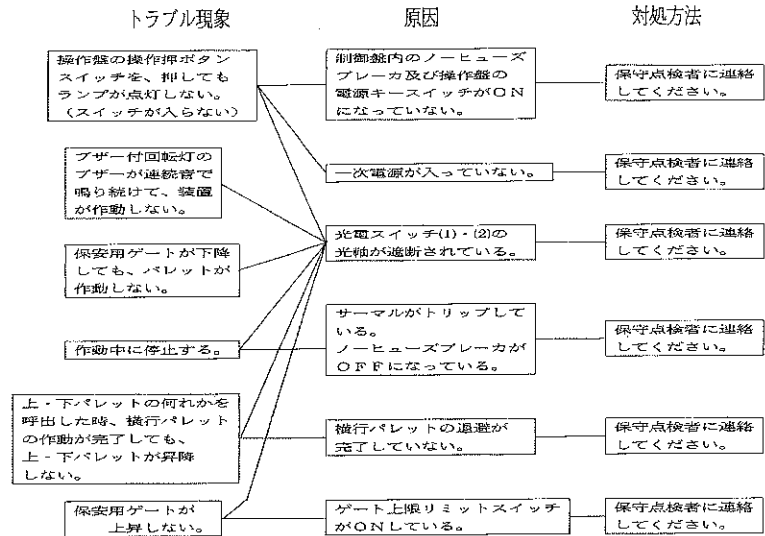 トラブル現象
原因
対処方法
操作盤の操作押ボタン
スイッチを、押しても
ランプが点灯しない。
（スイッチが入らない）
制御盤内のノーヒューズ
ブレーカ及び操作盤の
電源キースイッチがON
になっていない。
保守点検者に連絡
してください。
ブザー付回転灯の
ブザーが連続音で
鳴り続けて、装置
が作動しない。
一次電源が入っていない。
保守点検者に連絡
してください。
保安用ゲートが下降
しても、パレットが
作動しない。
光電スイッチ(1)・(2)の
光軸が遮断されている。
保守点検者に連絡
してください。
作動中に停止する。
サーマルがトリップして
いる。
ノーヒューズブレーカが
OFFになっている。
保守点検者に連絡
してください。
上・下パレットの何れかを
呼出した時、横行パレット
の作動が完了しても、
上・下パレットが昇降
しない。
横行パレットの退避が
完了していない。
保守点検者に連絡
してください。
保安用ゲートが
上昇しない。
ゲート上限リミットスイッチ
がONしている。
保守点検者に連絡
してください。